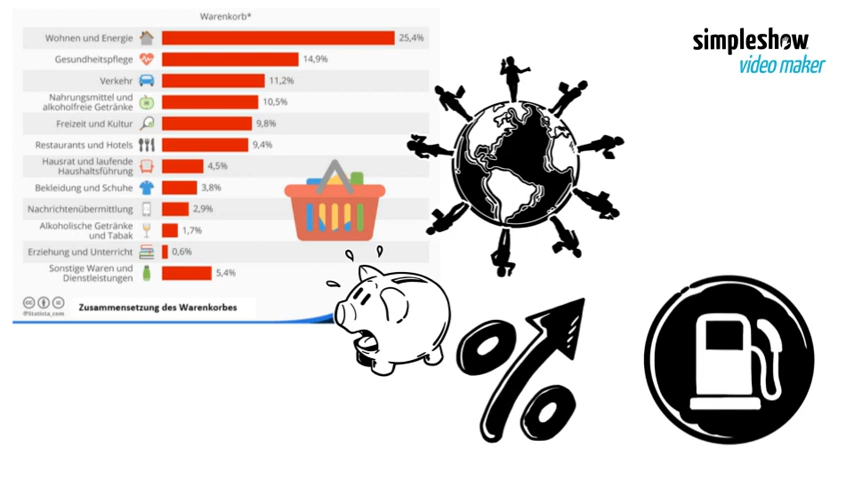 Warenkorb*
Wohnen und Energie 25,4%
Gesundheitspflege 14,9%
Verkehr 11,2%
Nahrungsmittel und
alkoholfreie Getränke 10,5%
Freizeit und Kultur 9,8%
Restaurants und Hotels 9,4%
Hausrat und laufende
Haushaltsführung 4,5%
Bekleidung und Schuhe 3,8%
Nachrichtenübermittlung 2,9%
Alkoholische Getränke
und Tabak 1,7%
Erziehung und Unterricht 0,6%
Sonstige Waren und
Dienstleistungen 5,4%
@Statista_com
Zusammensetzung des Warenkorbes
simpleshow
video maker
%